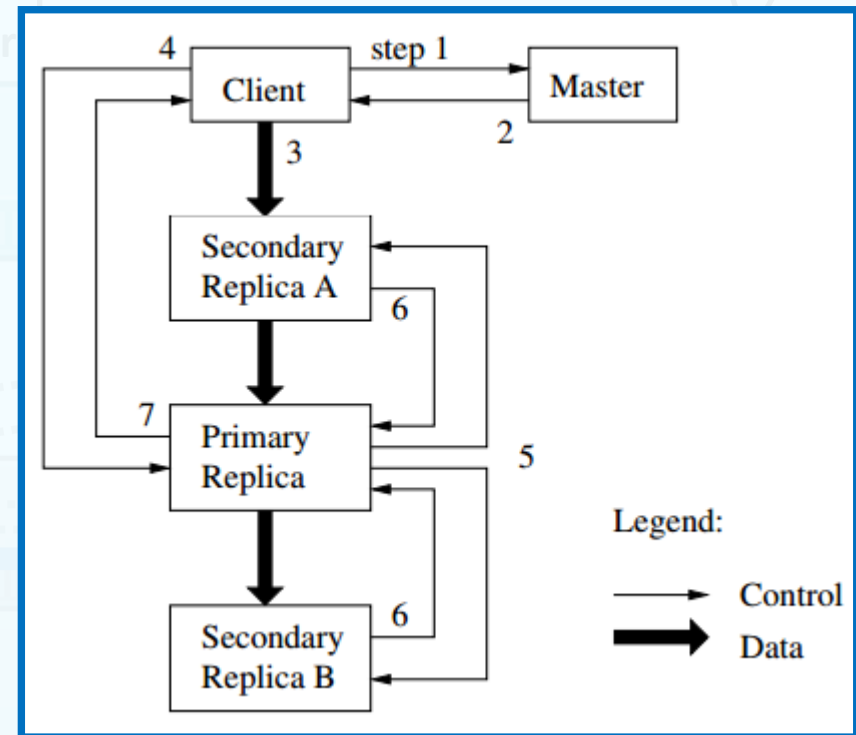 4
step 1
Client
Master
2
3
Secondary
Replica A
6
7
Primary
Replica
5
Legend:
Control
6
Secondary
Replica B
Data